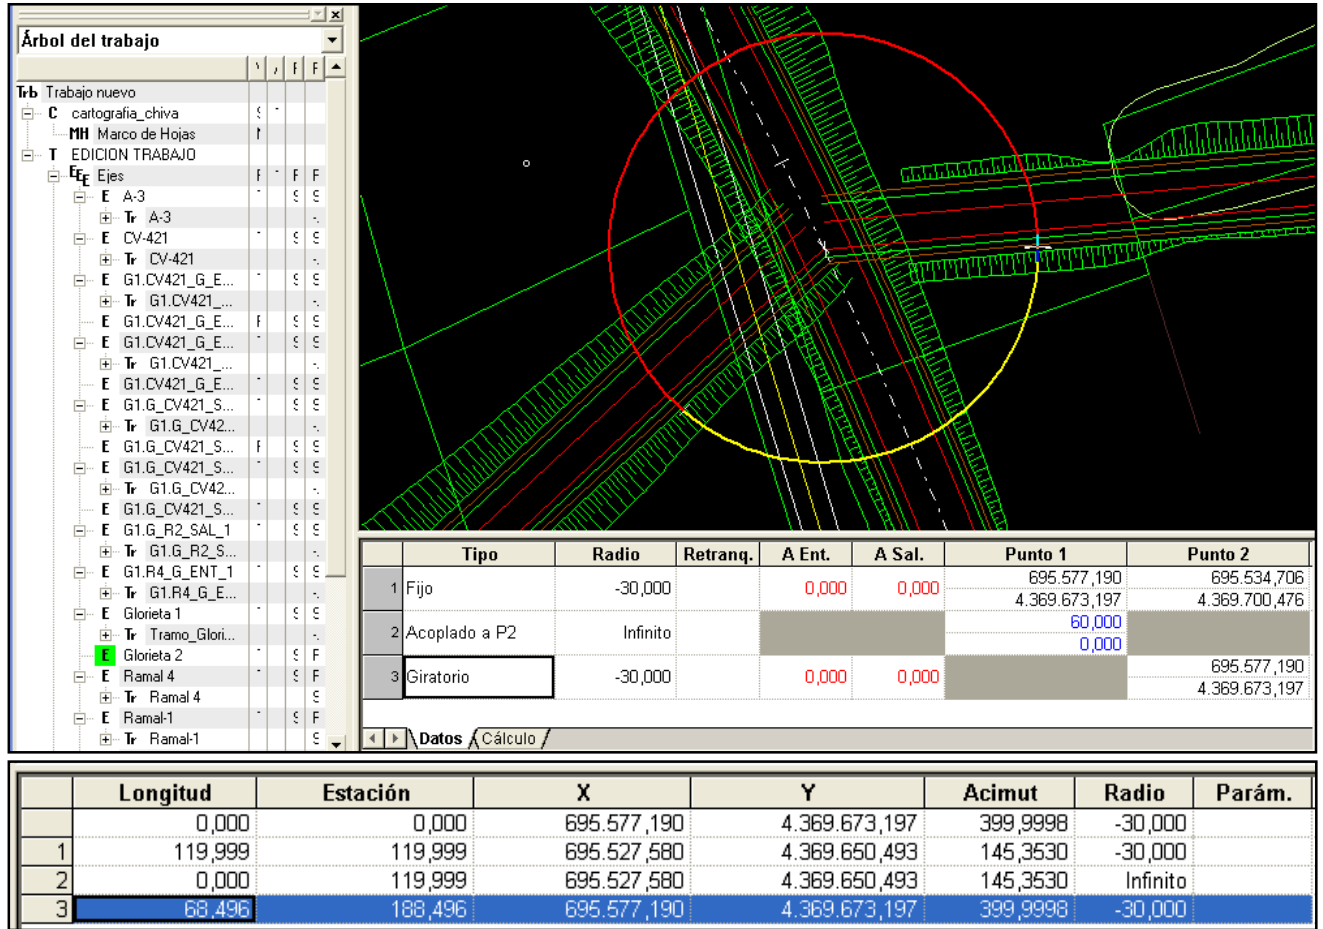 Árbol del trabajo
Trb Trabajo nuevo
C cartografia_chiva
MH Marco de Hojas
T EDICION TRABAJO
Ejes
E A-3
Tr A-3
E CV-421
Tr CV-421
E G1.CV421_G_E...
Tr G1.CV421_...
E G1.CV421_G_E...
E G1.CV421_G_E...
Tr G1.CV421_...
E G1.CV421_G_E...
E G1.G_CV421_S...
Tr G1.G_CV42...
E G1.G_CV421_S...
E G1.G_CV421_S...
Tr G1.G_CV42...
E G1.G_CV421_S...
E G1.G_R2_SAL_1
Tr G1.G_R2_S...
E G1.R4_G_ENT_1
Tr G1.R4_G_E...
E Glorieta 1
Tr Tramo_Glori...
E Glorieta 2
E Ramal 4
Tr Ramal 4
E Ramal-1
Tr Ramal-1
Tipo Radio Retranq. A Ent. A Sal. Punto 1 Punto 2
1 Fijo -30,000 0,000 0,000 695.577,190 695.534,706
4.369.673,197 4.369.700,476
2 Acoplado a P2 Infinito 60,000
0,000
3 Giratorio -30,000 0,000 0,000 695.577,190
4.369.673,197
Datos Cálculo
Longitud Estación X Y Acimut Radio Parám.
0,000 0,000 695.577,190 4.369.673,197 399,9998 -30,000
1 119,999 119,999 695.527,580 4.369.650,493 145,3530 -30,000
2 0,000 119,999 695.527,580 4.369.650,493 145,3530 Infinito
3 68,496 188,496 695.577,190 4.369.673,197 399,9998 -30,000